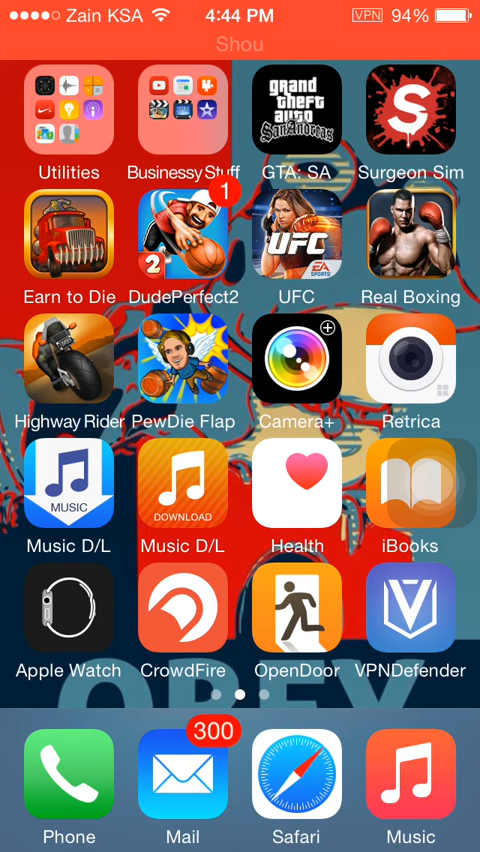 Zain KSA 4:44 PM VPN 94%
Shou
Utilities Businessy Stuff GTA: SA Surgeon Sim
grand
theft
auto
San Andreas
S
1
2
UFC
EA
SPORTS
Earn to Die DudePerfect2 UFC Real Boxing
Highway Rider PewDie Flap Camera+ Retrica
MUSIC DOWNLOAD
Music D/L Music D/L Health iBooks
V
Apple Watch CrowdFire OpenDoor VPNDefender
OBEY
300
Phone Mail Safari Music